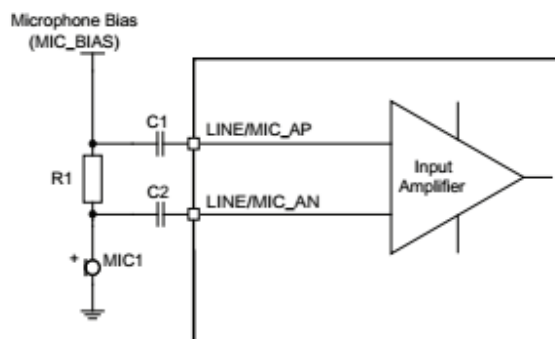 Microphone Bias
(MIC_BIAS)
C1
LINE/MIC_AP
R1
Input
Amplifier
C2
LINE/MIC_AN
+
MIC1